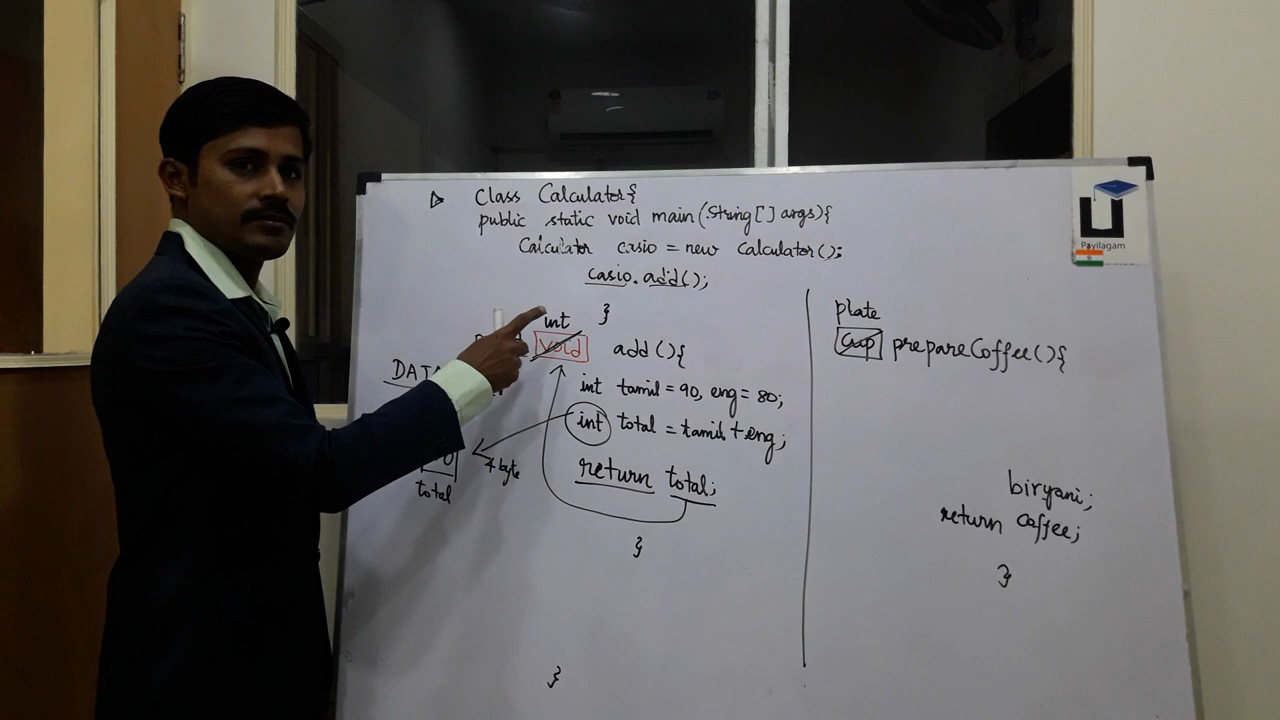 Class Calculator{
public static void main(String[] args){
Calculator casio = new calculator();
casio.add();
}
int
void add(){
DATA
int tamil = 90, eng = 80;
int total = tamil + eng;
4 byte
total
return total;
}
}
plate
Cup prepareCoffee(){
biryani;
return Coffee;
}
Payilagam